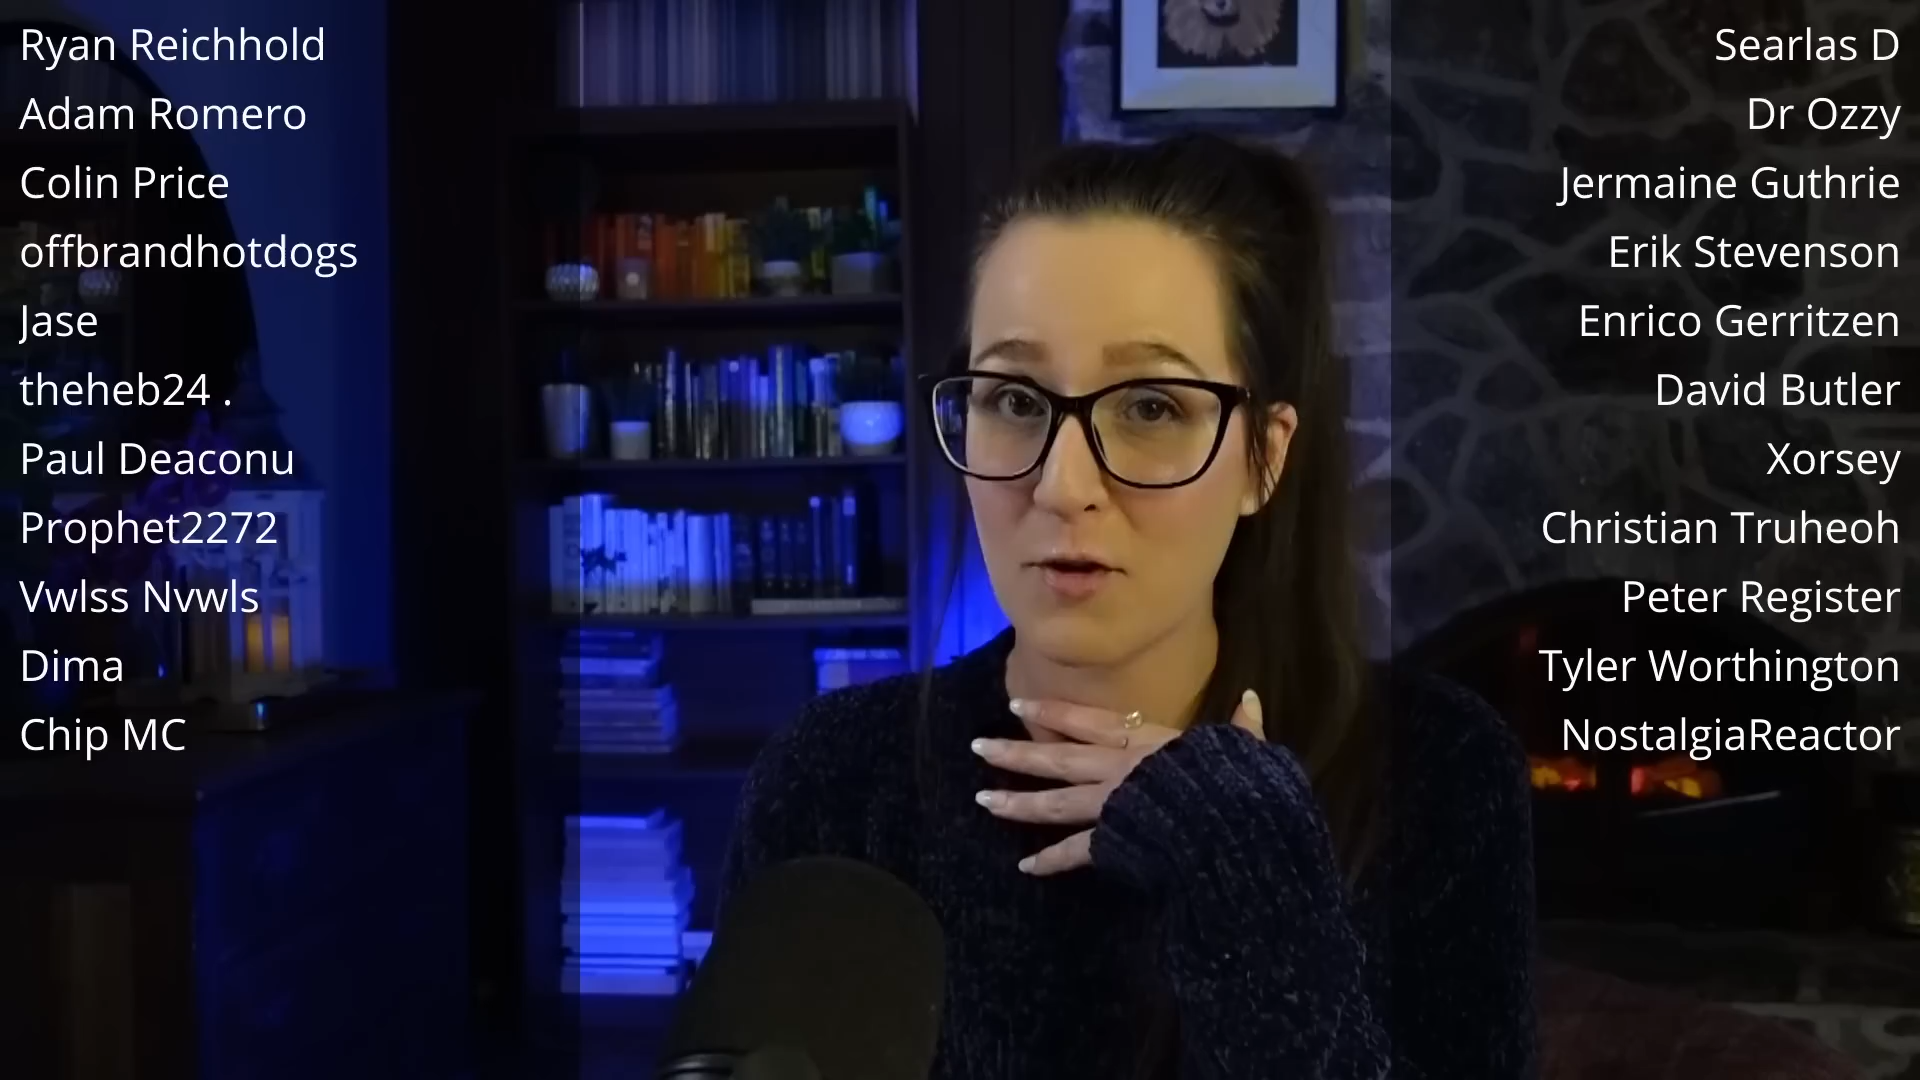 Ryan Reichhold
Adam Romero
Colin Price
offbrandhotdogs
Jase
theheb24 .
Paul Deaconu
Prophet2272
Vwlss Nvwls
Dima
Chip MC
Searlas D
Dr Ozzy
Jermaine Guthrie
Erik Stevenson
Enrico Gerritzen
David Butler
Xorsey
Christian Truheoh
Peter Register
Tyler Worthington
NostalgiaReactor